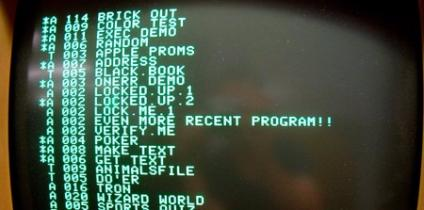 *A 114 BRICK OUT
*A 009 COLOR TEST
*A 011 EXEC DEMO
*A 006 RANDOM
T 003 APPLE PROMS
*A 007 ADDRESS
T 005 BLACK.BOOK
*A 003 ONERR DEMO
A 002 LOCKED.UP.1
*A 002 LOCKED.UP.2
A 002 LOCK.ME.1
A 002 EVEN MORE RECENT PROGRAM!!
A 002 VERIFY.ME
*A 004 POKER
*A 008 MAKE TEXT
*A 006 GET TEXT
T 009 ANIMALSFILE
T 005 DO'ER
A 016 TRON
A 020 WIZARD WORLD
A 005 SPORTS QUIZ